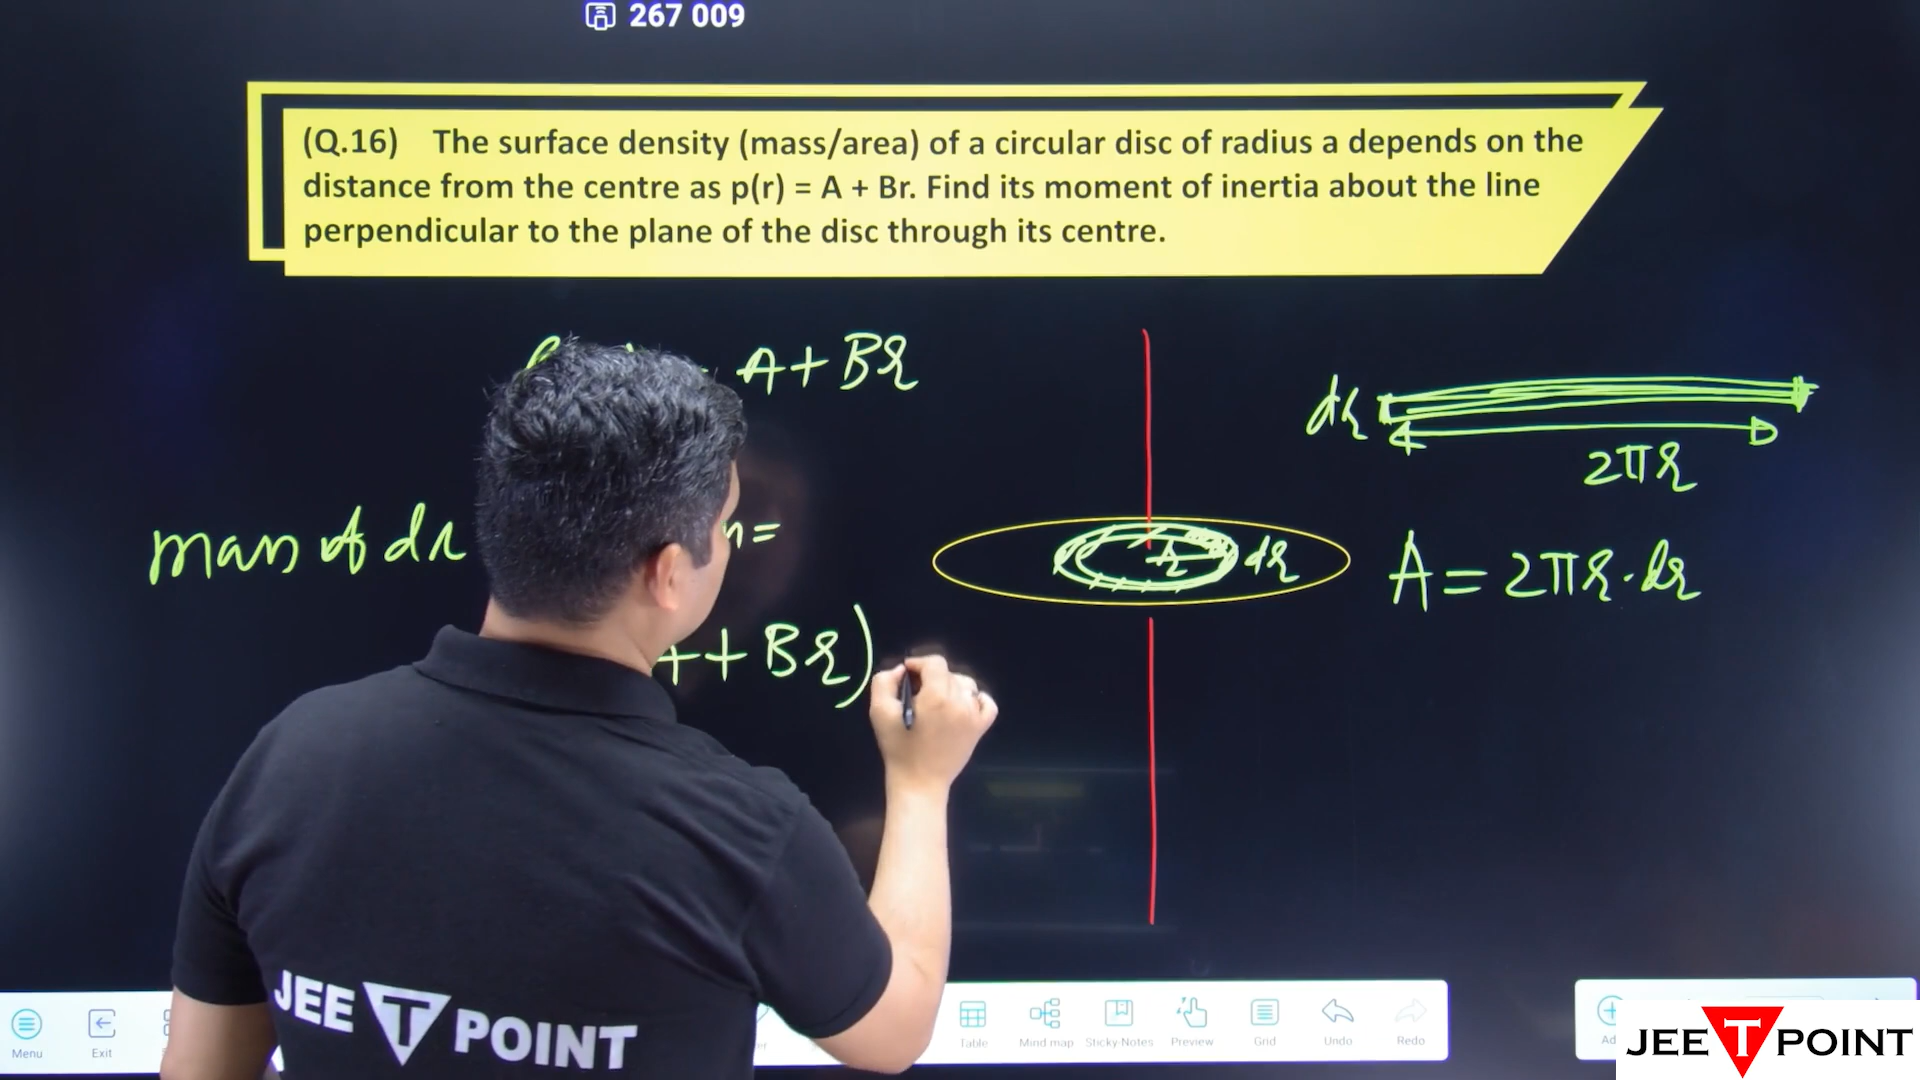 267 009
(Q.16) The surface density (mass/area) of a circular disc of radius a depends on the
distance from the centre as p(r) = A + Br. Find its moment of inertia about the line
perpendicular to the plane of the disc through its centre.
A + Br
dr
2πr
mass of dr
=
r
dr
A = 2πr·dr
+ Br)
JEE T POINT
Menu
Exit
Table
Mind map
Sticky-Notes
Preview
Grid
Undo
Redo
JEE T POINT